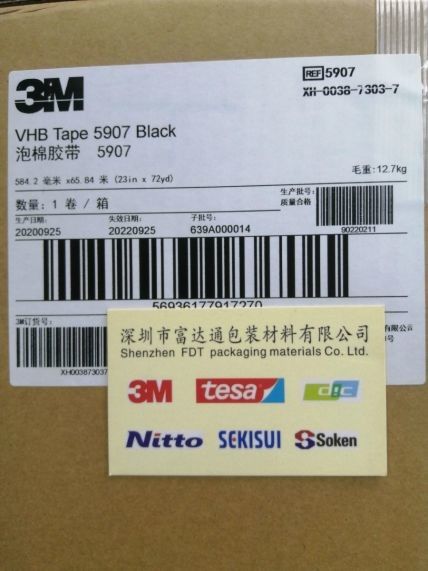 3M
REF 5907
XH-0038-7303-7
VHB Tape 5907 Black
泡棉胶带 5907
584.2 毫米 x65.84 米 (23in x 72yd)
毛重: 12.7kg
数量: 1 卷 / 箱
生产批号:
质量合格
生产日期:
失效日期:
子批号:
20200925
20220925
639A000014
90220211
56936177917270
3M订货号:
XH00387303
深圳市富达通包装材料有限公司
Shenzhen FDT packaging materials Co. Ltd.
3M
tesa
dic
Nitto
SEKISUI
Soken